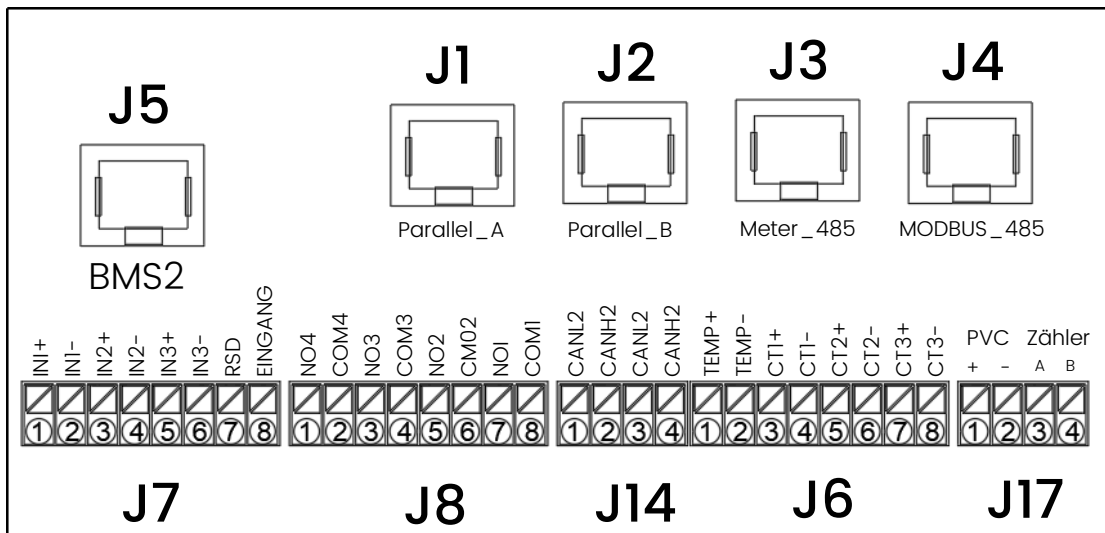 J1 J2 J3 J4
J5
Parallel_A Parallel_B Meter_485 MODBUS_485
BMS2
IN1+ IN1- IN2+ IN2- IN3+ IN3- RSD EINGANG NO4 COM4 NO3 COM3 NO2 CM02 NO1 COM1 CANL2 CANH2 CANL2 CANH2 TEMP+ TEMP- CT1+ CT1- CT2+ CT2- CT3+ CT3- PVC Zähler
+ - A B
1 2 3 4 5 6 7 8 1 2 3 4 5 6 7 8 1 2 3 4 1 2 3 4 5 6 7 8 1 2 3 4
J7 J8 J14 J6 J17